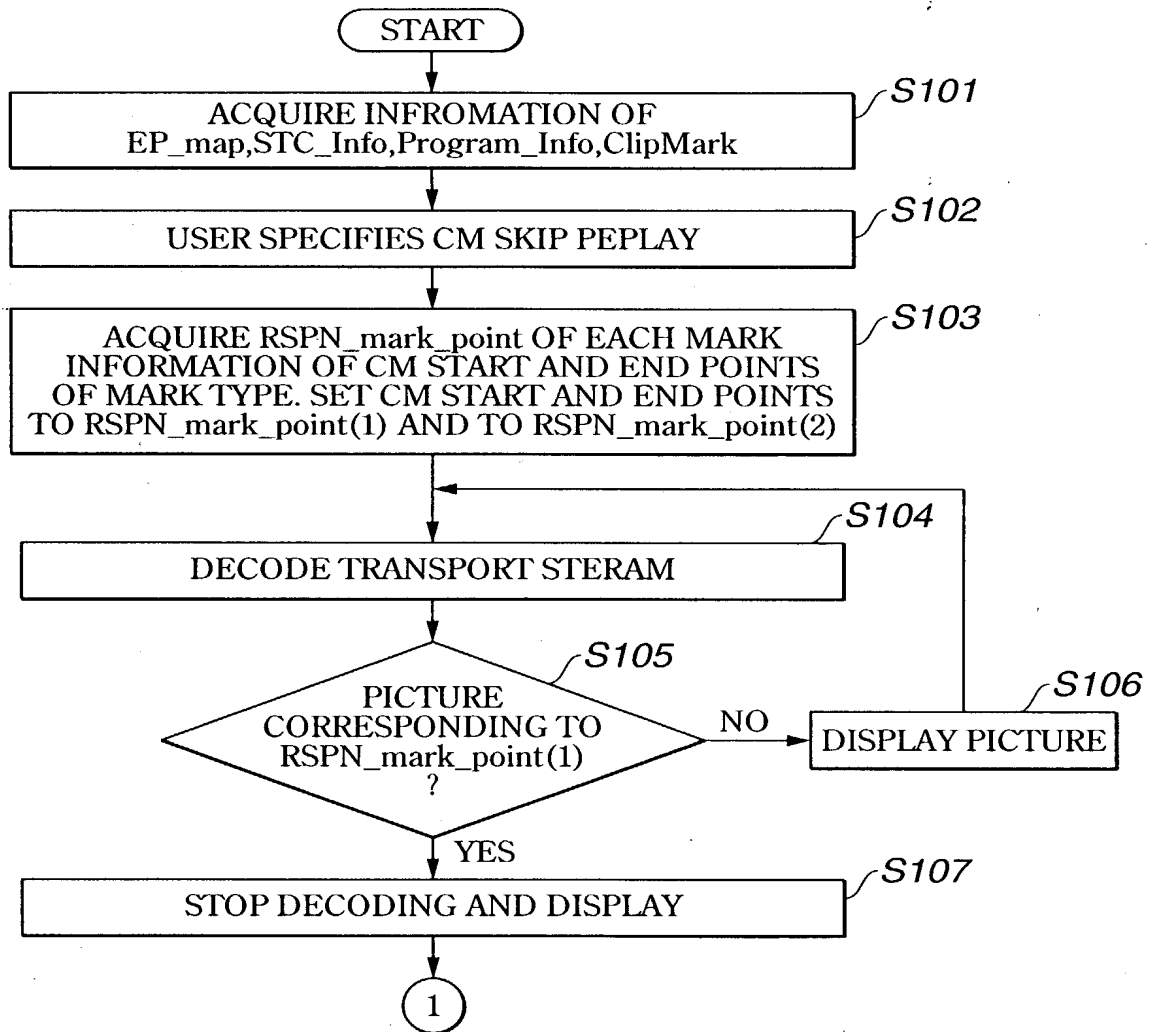 START
S101
ACQUIRE INFROMATION OF
EP_map,STC_Info,Program_Info,ClipMark
S102
USER SPECIFIES CM SKIP PEPLAY
S103
ACQUIRE RSPN_mark_point OF EACH MARK
INFORMATION OF CM START AND END POINTS
OF MARK TYPE. SET CM START AND END POINTS
TO RSPN_mark_point(1) AND TO RSPN_mark_point(2)
S104
DECODE TRANSPORT STERAM
S105
PICTURE
CORRESPONDING TO
RSPN_mark_point(1)
?
NO
S106
DISPLAY PICTURE
YES
S107
STOP DECODING AND DISPLAY
1